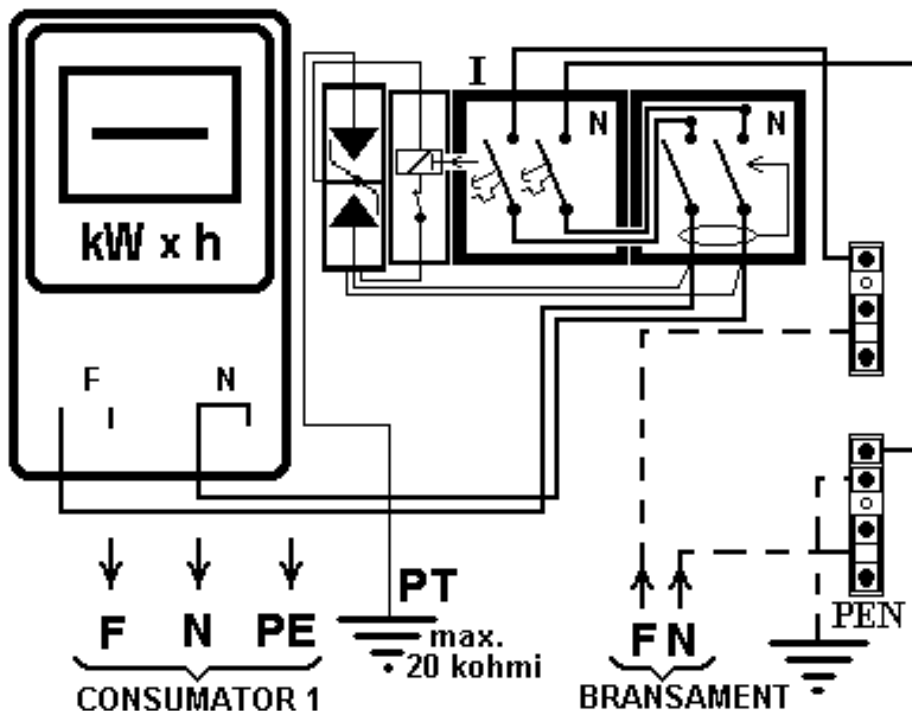 I
N
N
kW x h
F
N
PT
PEN
F N PE
F N
max.
20 kohmi
CONSUMATOR 1
BRANSAMENT